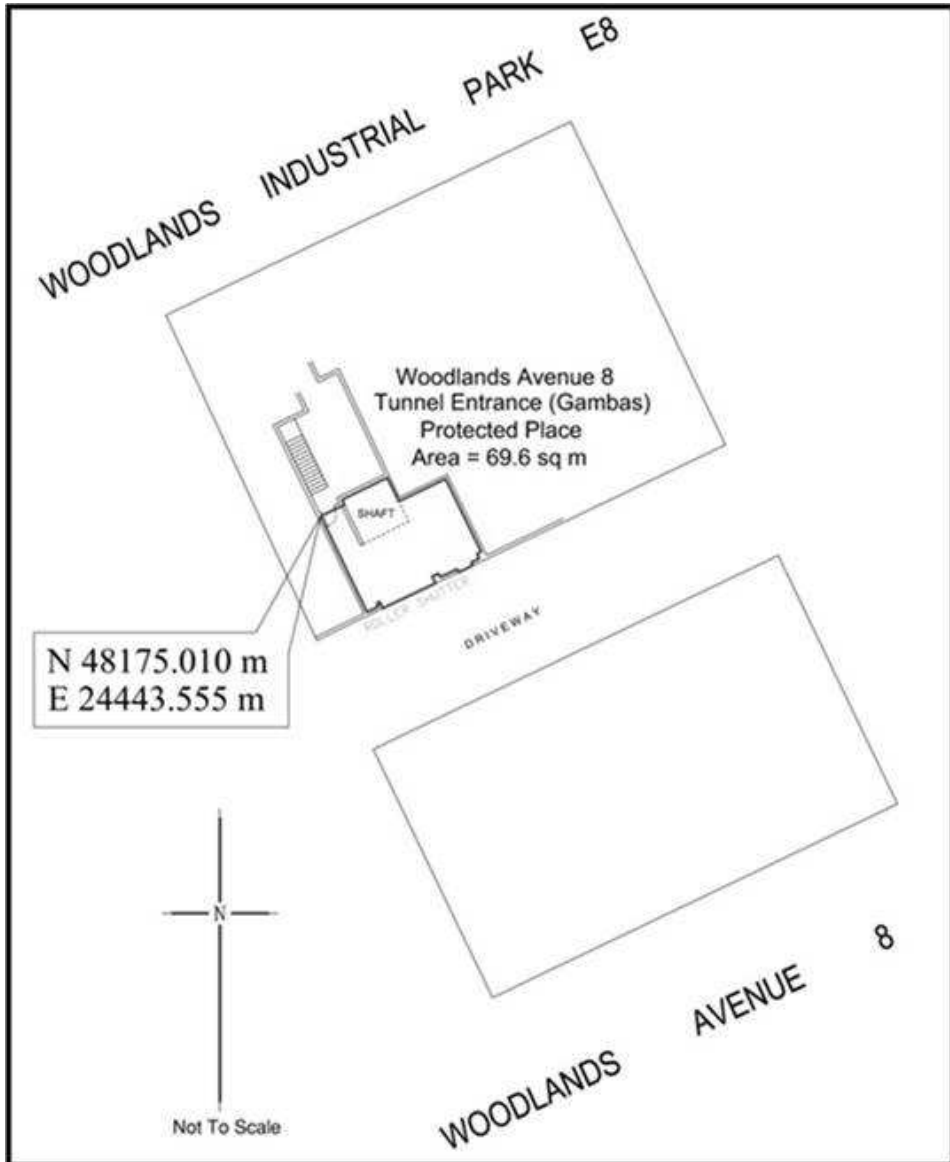 WOODLANDS INDUSTRIAL PARK E8
Woodlands Avenue 8
Tunnel Entrance (Gambas)
Protected Place
Area = 69.6 sq m
SHAFT
ROLLER SHUTTER
DRIVEWAY
N 48175.010 m
E 24443.555 m
N
Not To Scale
WOODLANDS AVENUE 8